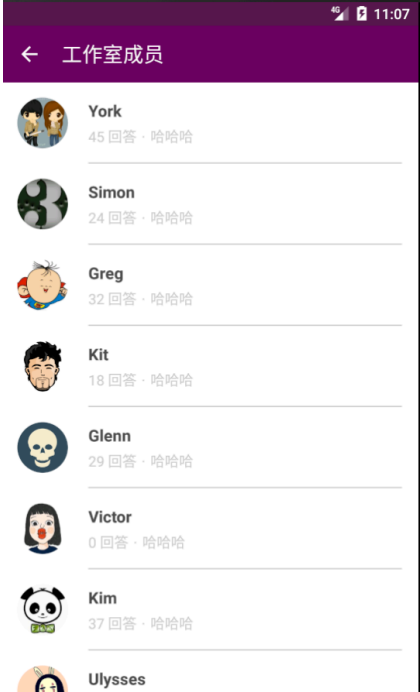 4G 11:07
工作室成员
York
45 回答 · 哈哈哈
3
Simon
24 回答 · 哈哈哈
Greg
32 回答 · 哈哈哈
Kit
18 回答 · 哈哈哈
Glenn
29 回答 · 哈哈哈
Victor
0 回答 · 哈哈哈
Kim
37 回答 · 哈哈哈
Ulysses